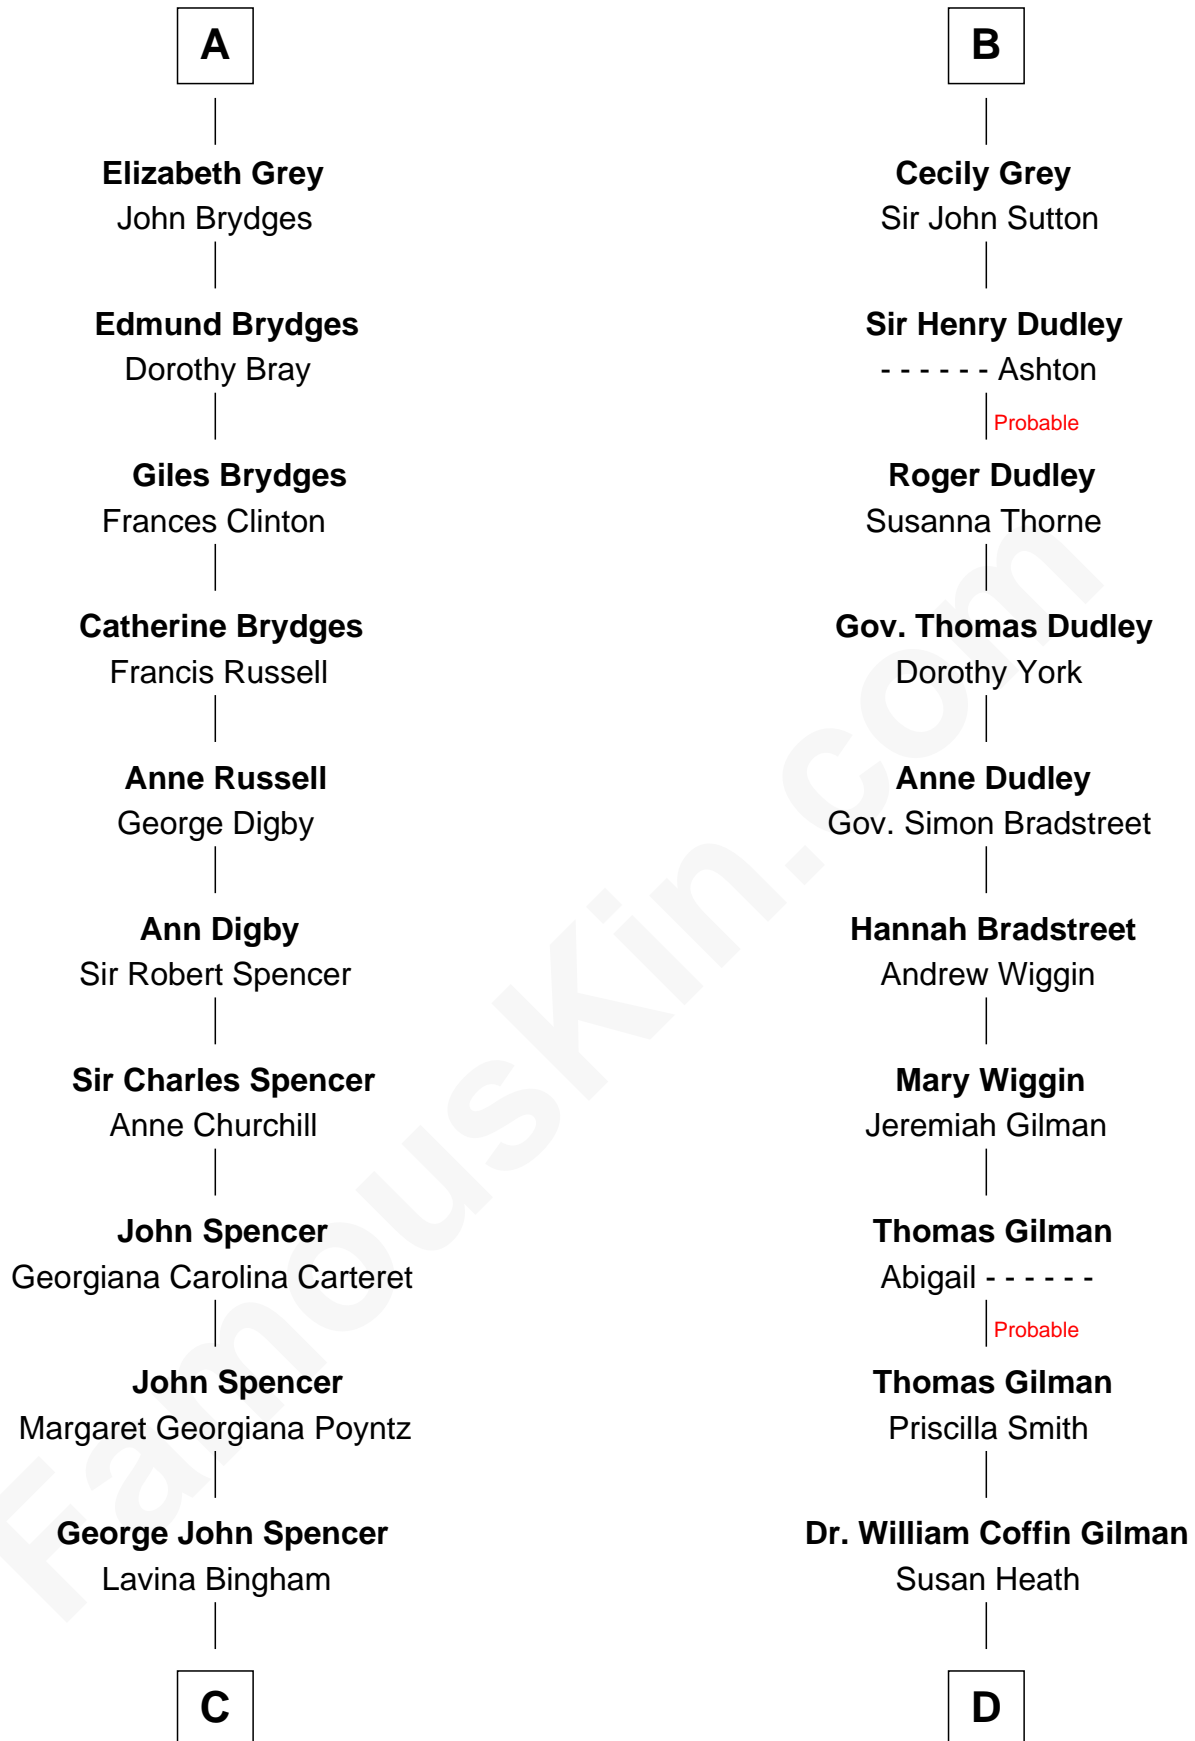 A
Elizabeth Grey
John Brydges
Edmund Brydges
Dorothy Bray
Giles Brydges
Frances Clinton
Catherine Brydges
Francis Russell
Anne Russell
George Digby
Ann Digby
Sir Robert Spencer
Sir Charles Spencer
Anne Churchill
John Spencer
Georgiana Carolina Carteret
John Spencer
Margaret Georgiana Poyntz
George John Spencer
Lavina Bingham
C
B
Cecily Grey
Sir John Sutton
Sir Henry Dudley
- - - - - - Ashton
Probable
Roger Dudley
Susanna Thorne
Gov. Thomas Dudley
Dorothy York
Anne Dudley
Gov. Simon Bradstreet
Hannah Bradstreet
Andrew Wiggin
Mary Wiggin
Jeremiah Gilman
Thomas Gilman
Abigail - - - - - -
Probable
Thomas Gilman
Priscilla Smith
Dr. William Coffin Gilman
Susan Heath
D
FamousKin.com